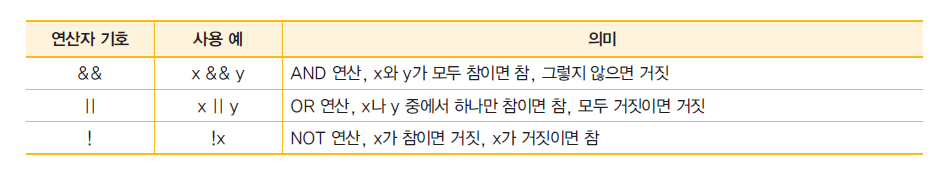 연산자 기호 사용 예 의미
&& x && y AND 연산, x와 y가 모두 참이면 참, 그렇지 않으면 거짓
|| x || y OR 연산, x나 y 중에서 하나만 참이면 참, 모두 거짓이면 거짓
! !x NOT 연산, x가 참이면 거짓, x가 거짓이면 참